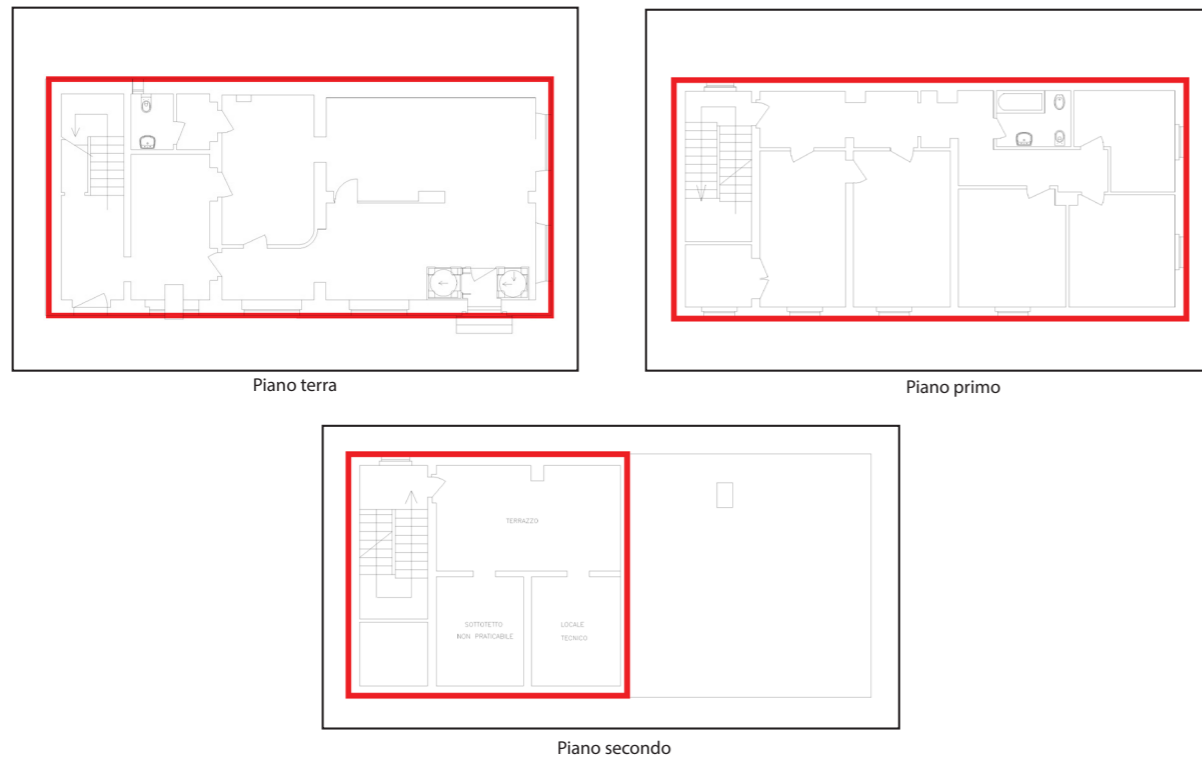 Piano terra
Piano primo
TERRAZZO
SOTTOTETTO
NON PRATICABILE
LOCALE
TECNICO
Piano secondo